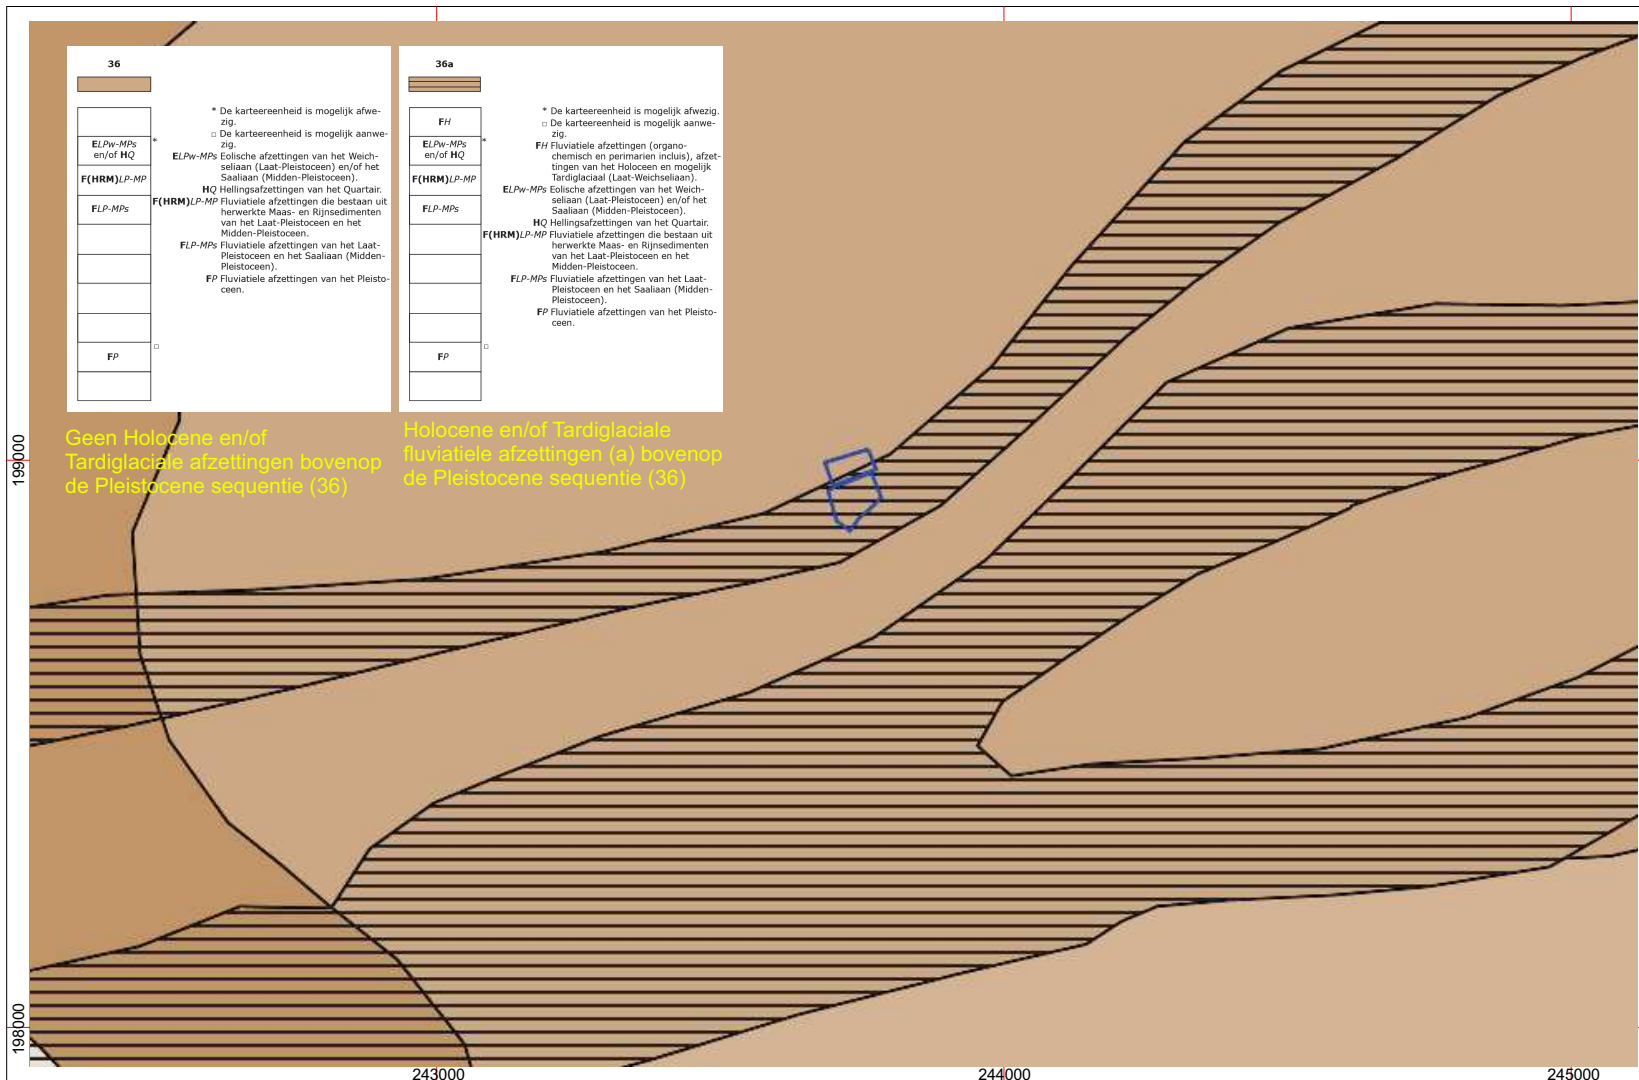 36
* De karteereenheid is mogelijk afwe-
zig.
□ De karteereenheid is mogelijk aanwe-
zig.
ELPw-MPs Eolische afzettingen van het Weich-
seliaan (Laat-Pleistoceen) en/of het
Saaliaan (Midden-Pleistoceen).
HQ Hellingsafzettingen van het Quartair.
F(HRM)LP-MP Fluviatiele afzettingen die bestaan uit
herwerkte Maas- en Rijnsedimenten
van het Laat-Pleistoceen en het
Midden-Pleistoceen.
FLP-MPs Fluviatiele afzettingen van het Laat-
Pleistoceen en het Saaliaan (Midden-
Pleistoceen).
FP Fluviatiele afzettingen van het Pleisto-
ceen.
ELPw-MPs
en/of HQ
*
F(HRM)LP-MP
FLP-MPs
FP
□
36a
* De karteereenheid is mogelijk afwezig.
□ De karteereenheid is mogelijk aanwe-
zig.
FH Fluviatiele afzettingen (organo-
chemisch en perimarien incluis), afzet-
tingen van het Holoceen en mogelijk
Tardiglaciaal (Laat-Weichseliaan).
ELPw-MPs Eolische afzettingen van het Weich-
seliaan (Laat-Pleistoceen) en/of het
Saaliaan (Midden-Pleistoceen).
HQ Hellingsafzettingen van het Quartair.
F(HRM)LP-MP Fluviatiele afzettingen die bestaan uit
herwerkte Maas- en Rijnsedimenten
van het Laat-Pleistoceen en het
Midden-Pleistoceen.
FLP-MPs Fluviatiele afzettingen van het Laat-
Pleistoceen en het Saaliaan (Midden-
Pleistoceen).
FP Fluviatiele afzettingen van het Pleisto-
ceen.
FH
ELPw-MPs
en/of HQ
*
F(HRM)LP-MP
FLP-MPs
FP
□
Geen Holocene en/of
Tardiglaciale afzettingen bovenop
de Pleistocene sequentie (36)
Holocene en/of Tardiglaciale
fluviatiele afzettingen (a) bovenop
de Pleistocene sequentie (36)
199000
198000
243000
244000
245000